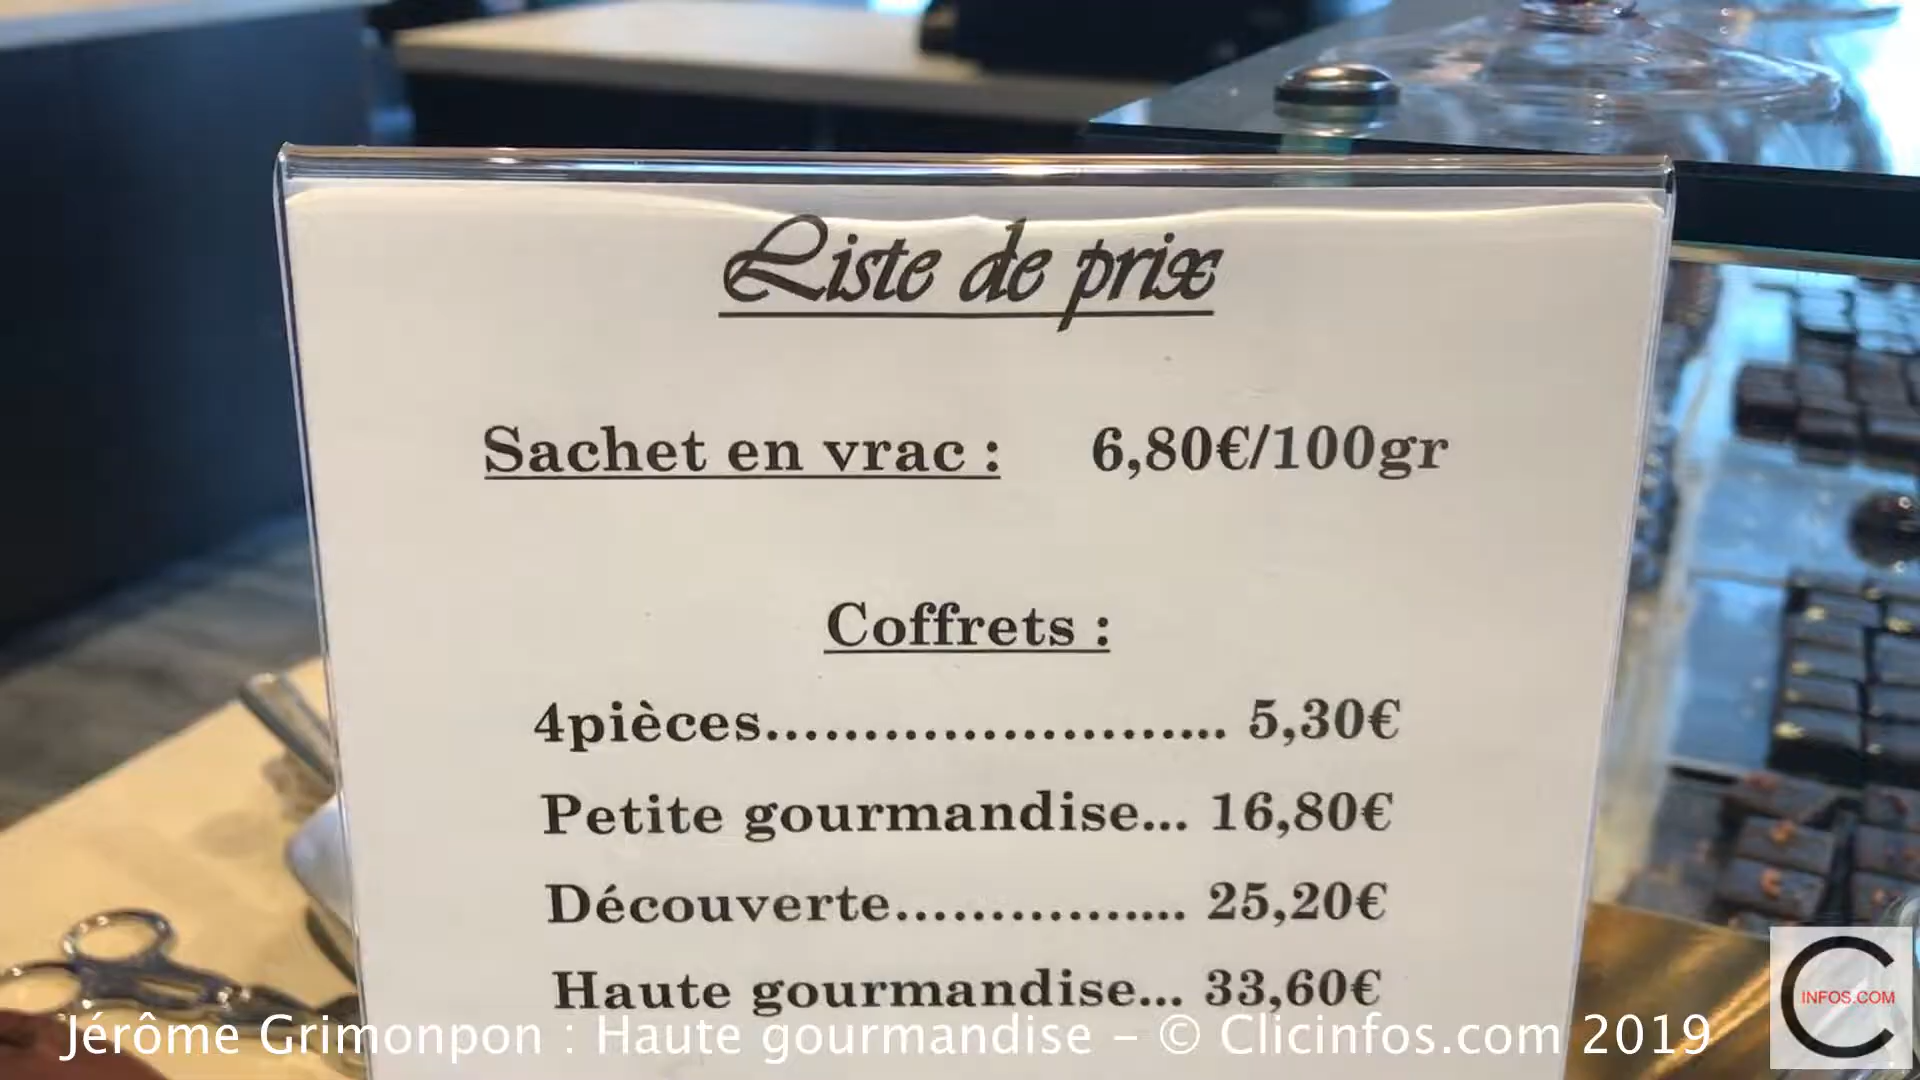 Liste de prix
Sachet en vrac : 6,80€/100gr
Coffrets :
4pièces.......................... 5,30€
Petite gourmandise... 16,80€
Découverte................ 25,20€
Haute gourmandise... 33,60€
Jérôme Grimonpon : Haute gourmandise – © Clicinfos.com 2019
C INFOS.COM